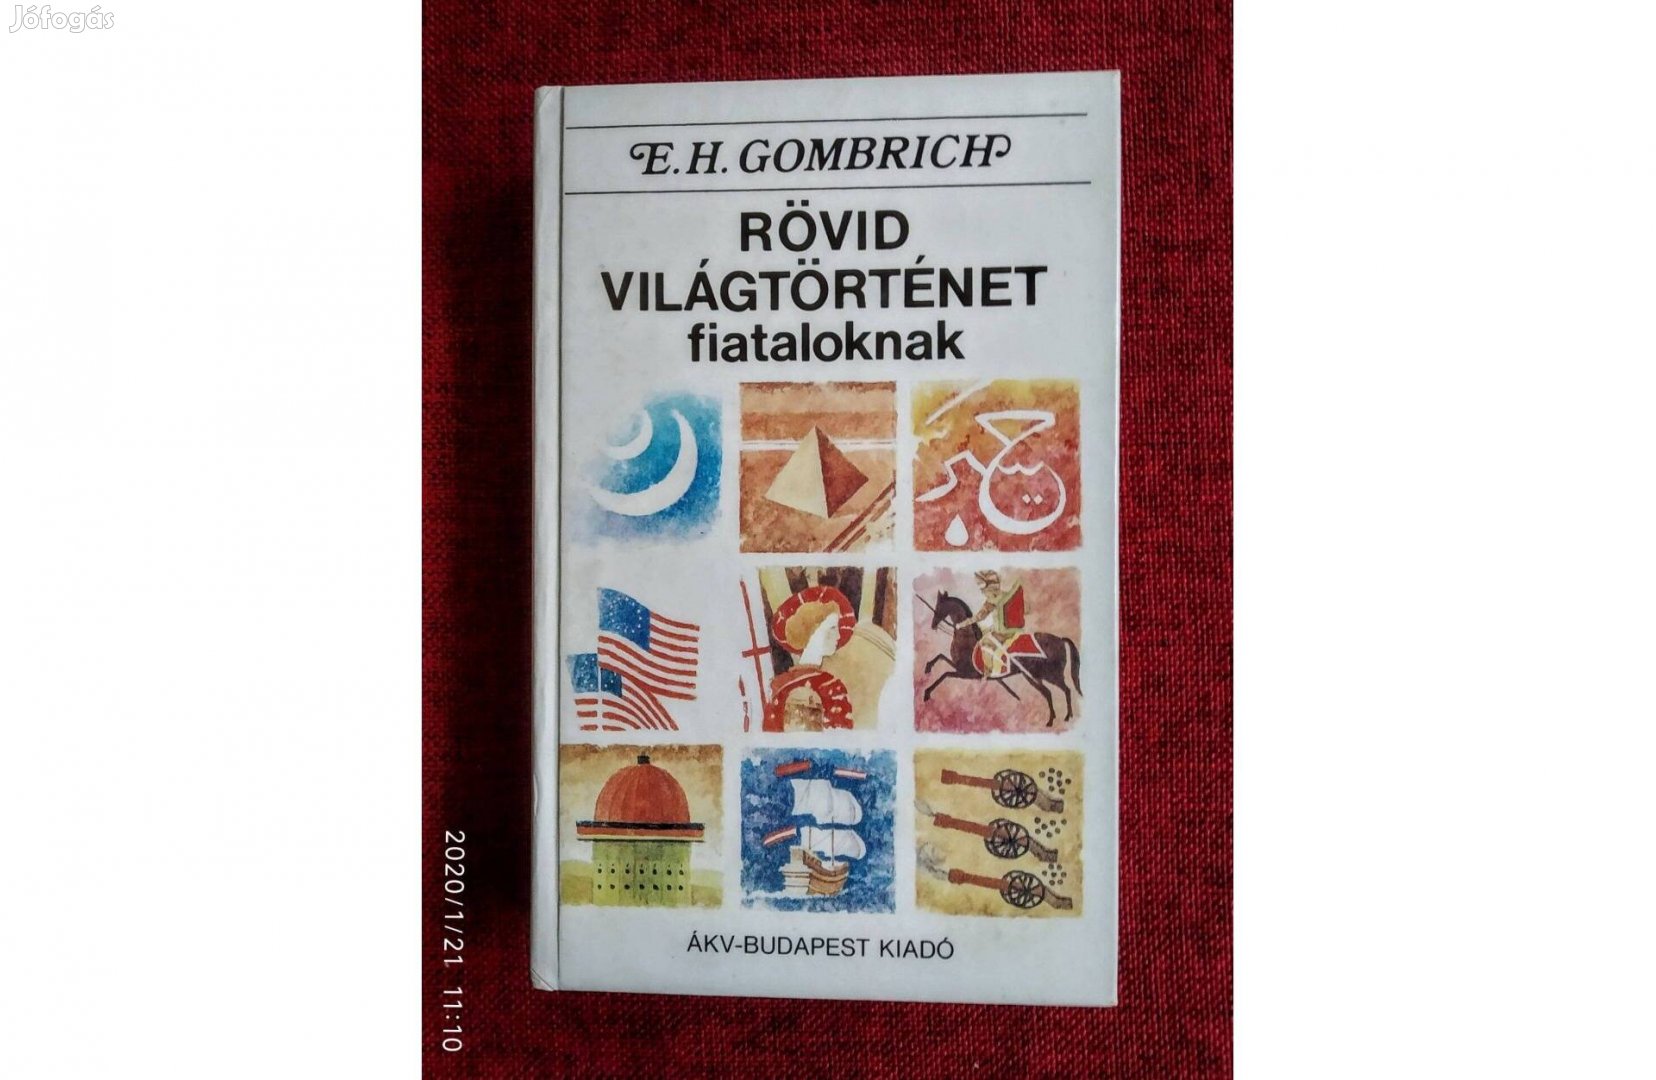 Jófogás
E.H. GOMBRICH
RÖVID
VILÁGTÖRTÉNET
fiataloknak
ÁKV-BUDAPEST KIADÓ
2020/1/21 11:10